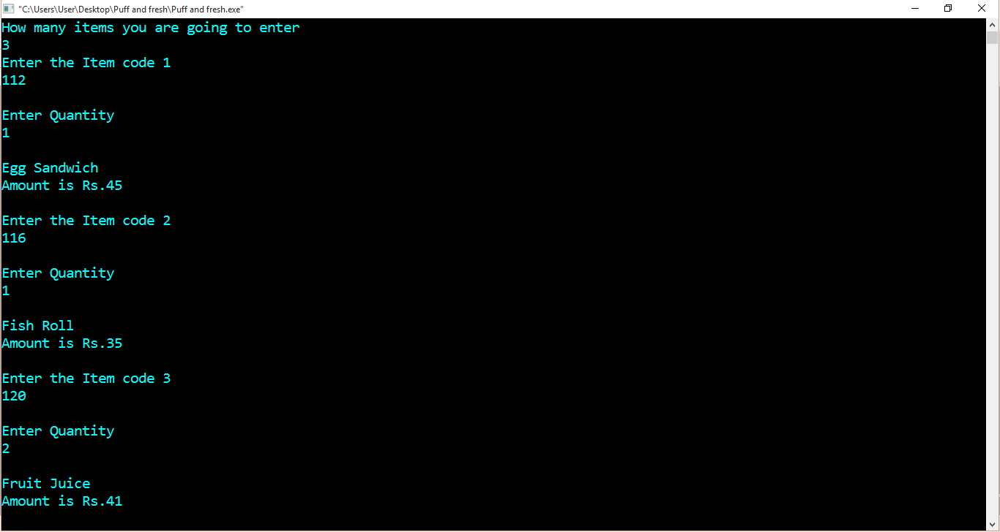 "C:\Users\User\Desktop\Puff and fresh\Puff and fresh.exe"
How many items you are going to enter
3
Enter the Item code 1
112
Enter Quantity
1
Egg Sandwich
Amount is Rs.45
Enter the Item code 2
116
Enter Quantity
1
Fish Roll
Amount is Rs.35
Enter the Item code 3
120
Enter Quantity
2
Fruit Juice
Amount is Rs.41